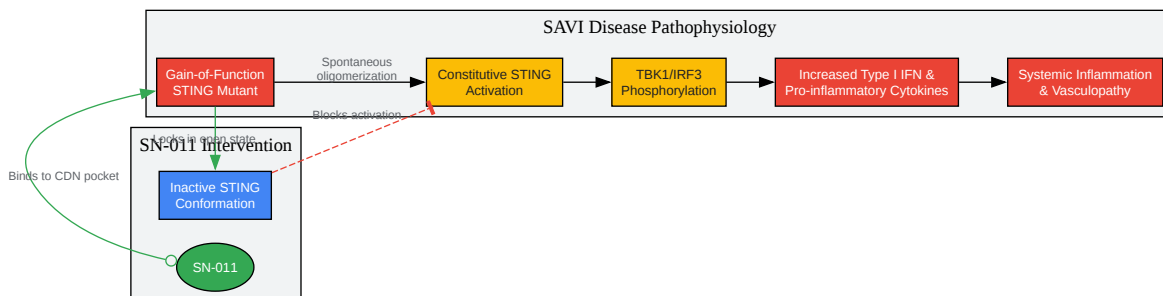 SAVI Disease Pathophysiology
Gain-of-Function
STING Mutant
Spontaneous
oligomerization
Constitutive STING
Activation
TBK1/IRF3
Phosphorylation
Increased Type I IFN &
Pro-inflammatory Cytokines
Systemic Inflammation
& Vasculopathy
Blocks activation
Locks in open state
SN-011 Intervention
Binds to CDN pocket
Inactive STING
Conformation
SN-011